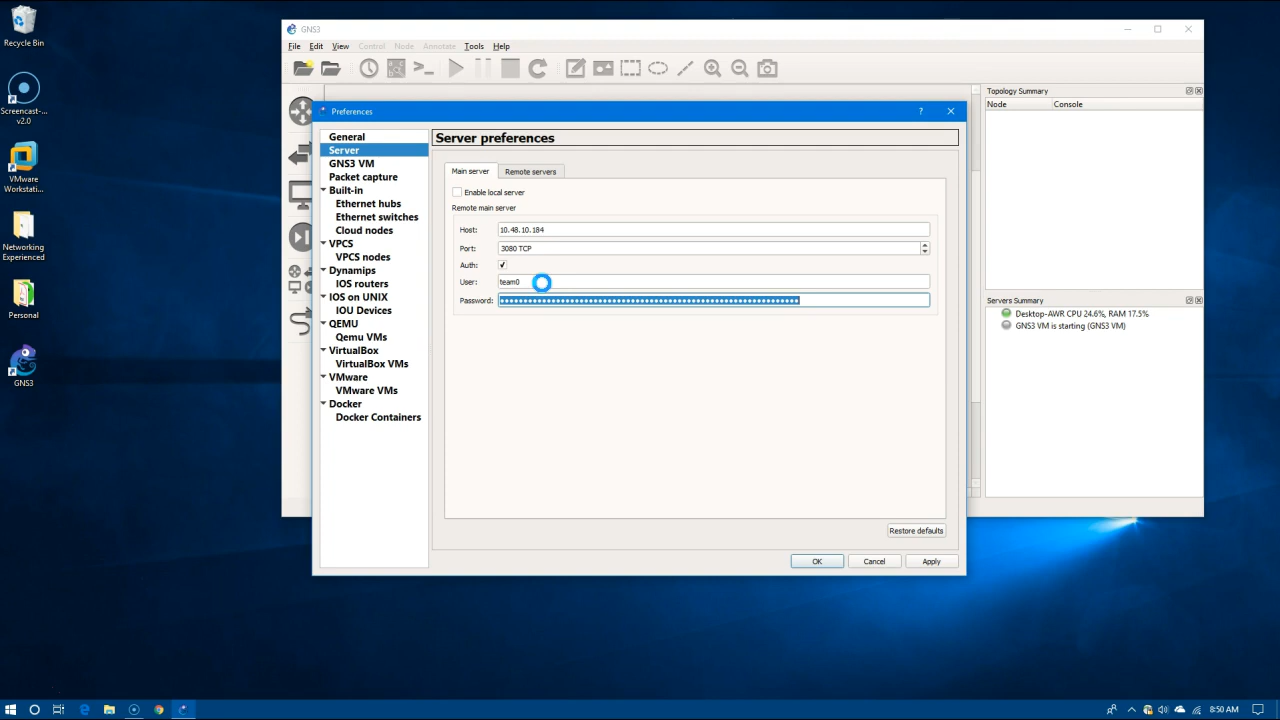 Recycle Bin
Screencast-...
v2.0
VMware
Workstati...
Networking
Experienced
Personal
GNS3
GNS3
File Edit View Control Node Annotate Tools Help
Topology Summary
Node Console
Servers Summary
Desktop-AWR CPU 24.6%, RAM 17.5%
GNS3 VM is starting (GNS3 VM)
Preferences
?
General
Server
GNS3 VM
Packet capture
Built-in
Ethernet hubs
Ethernet switches
Cloud nodes
VPCS
VPCS nodes
Dynamips
IOS routers
IOS on UNIX
IOU Devices
QEMU
Qemu VMs
VirtualBox
VirtualBox VMs
VMware
VMware VMs
Docker
Docker Containers
Server preferences
Main server Remote servers
Enable local server
Remote main server
Host: 10.48.10.184
Port: 3080 TCP
Auth:
User: team0
Password:
Restore defaults
OK Cancel Apply
8:50 AM